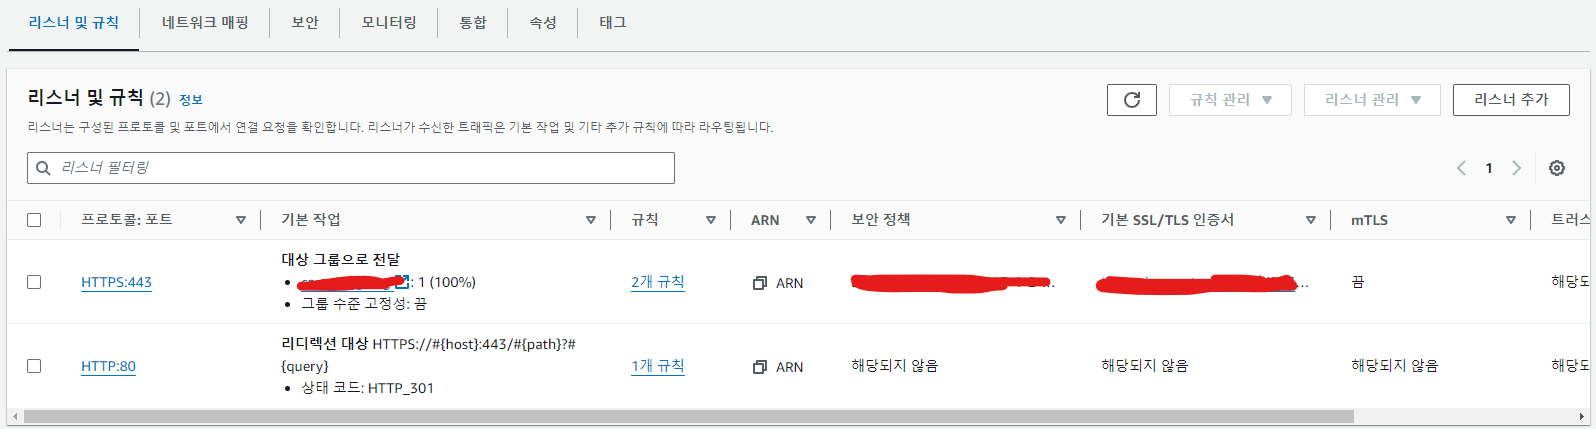 리스너 및 규칙 네트워크 매핑 보안 모니터링 통합 속성 태그
리스너 및 규칙 (2) 정보
규칙 관리 리스너 관리 리스너 추가
리스너는 구성된 프로토콜 및 포트에서 연결 요청을 확인합니다. 리스너가 수신한 트래픽은 기본 작업 및 기타 추가 규칙에 따라 라우팅됩니다.
리스너 필터링
1
프로토콜: 포트 기본 작업 규칙 ARN 보안 정책 기본 SSL/TLS 인증서 mTLS 트러스
HTTPS:443
대상 그룹으로 전달
: 1 (100%)
그룹 수준 고정성: 끔
2개 규칙
ARN
끔
해당되
HTTP:80
리디렉션 대상 HTTPS://#{host}:443/#{path}?#
{query}
상태 코드: HTTP_301
1개 규칙
ARN
해당되지 않음
해당되지 않음
해당되지 않음
해당되